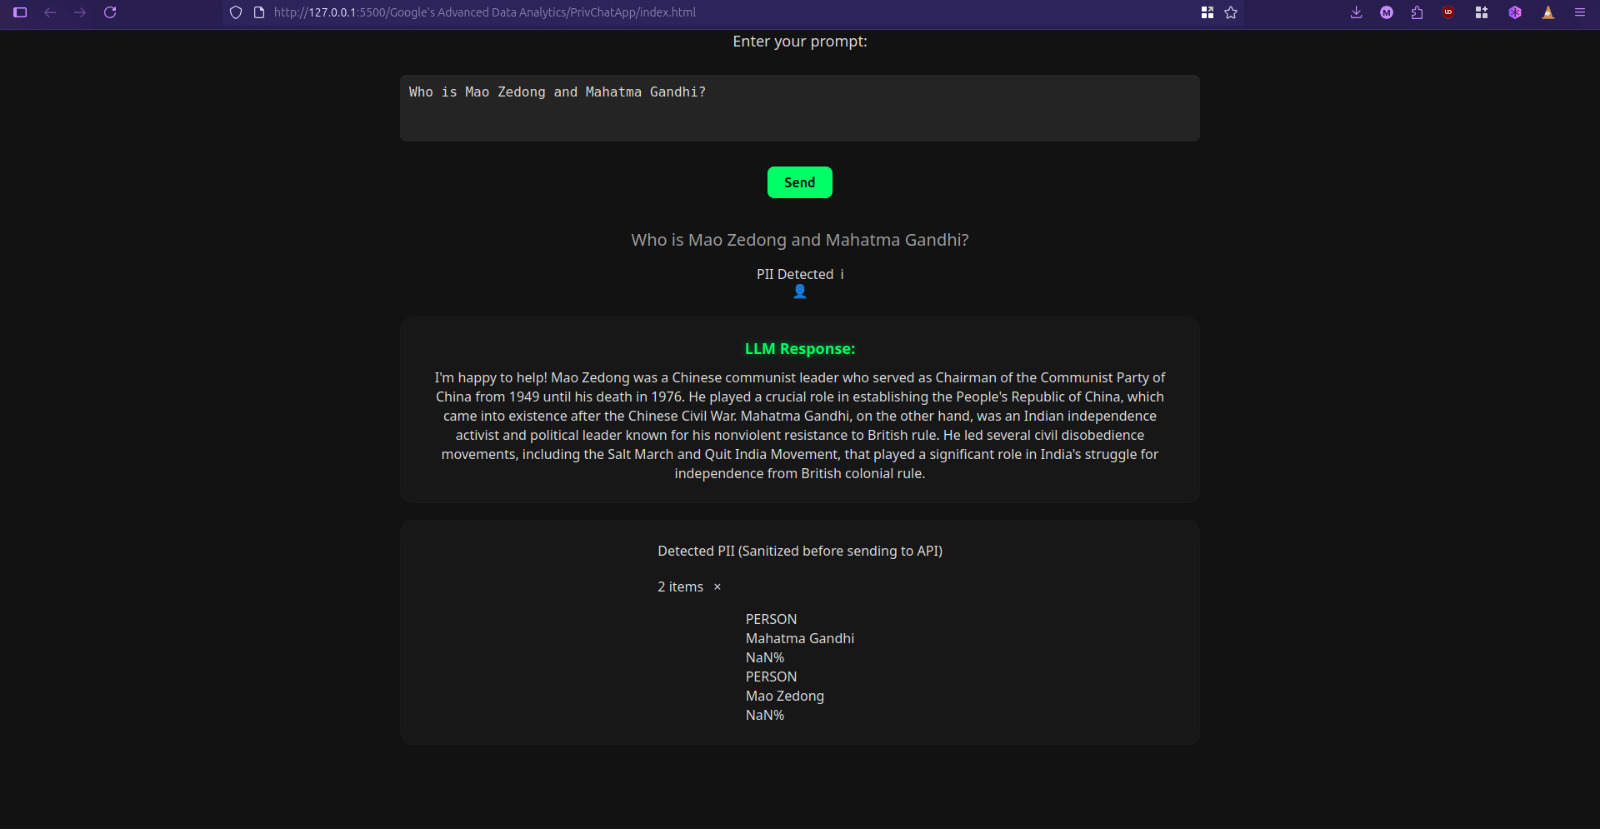 http://127.0.0.1:5500/Google's Advanced Data Analytics/PrivChatApp/index.html
M
UD
Enter your prompt:
Who is Mao Zedong and Mahatma Gandhi?
Send
Who is Mao Zedong and Mahatma Gandhi?
PII Detected i
LLM Response:
I'm happy to help! Mao Zedong was a Chinese communist leader who served as Chairman of the Communist Party of
China from 1949 until his death in 1976. He played a crucial role in establishing the People's Republic of China, which
came into existence after the Chinese Civil War. Mahatma Gandhi, on the other hand, was an Indian independence
activist and political leader known for his nonviolent resistance to British rule. He led several civil disobedience
movements, including the Salt March and Quit India Movement, that played a significant role in India's struggle for
independence from British colonial rule.
Detected PII (Sanitized before sending to API)
2 items ×
PERSON
Mahatma Gandhi
NaN%
PERSON
Mao Zedong
NaN%